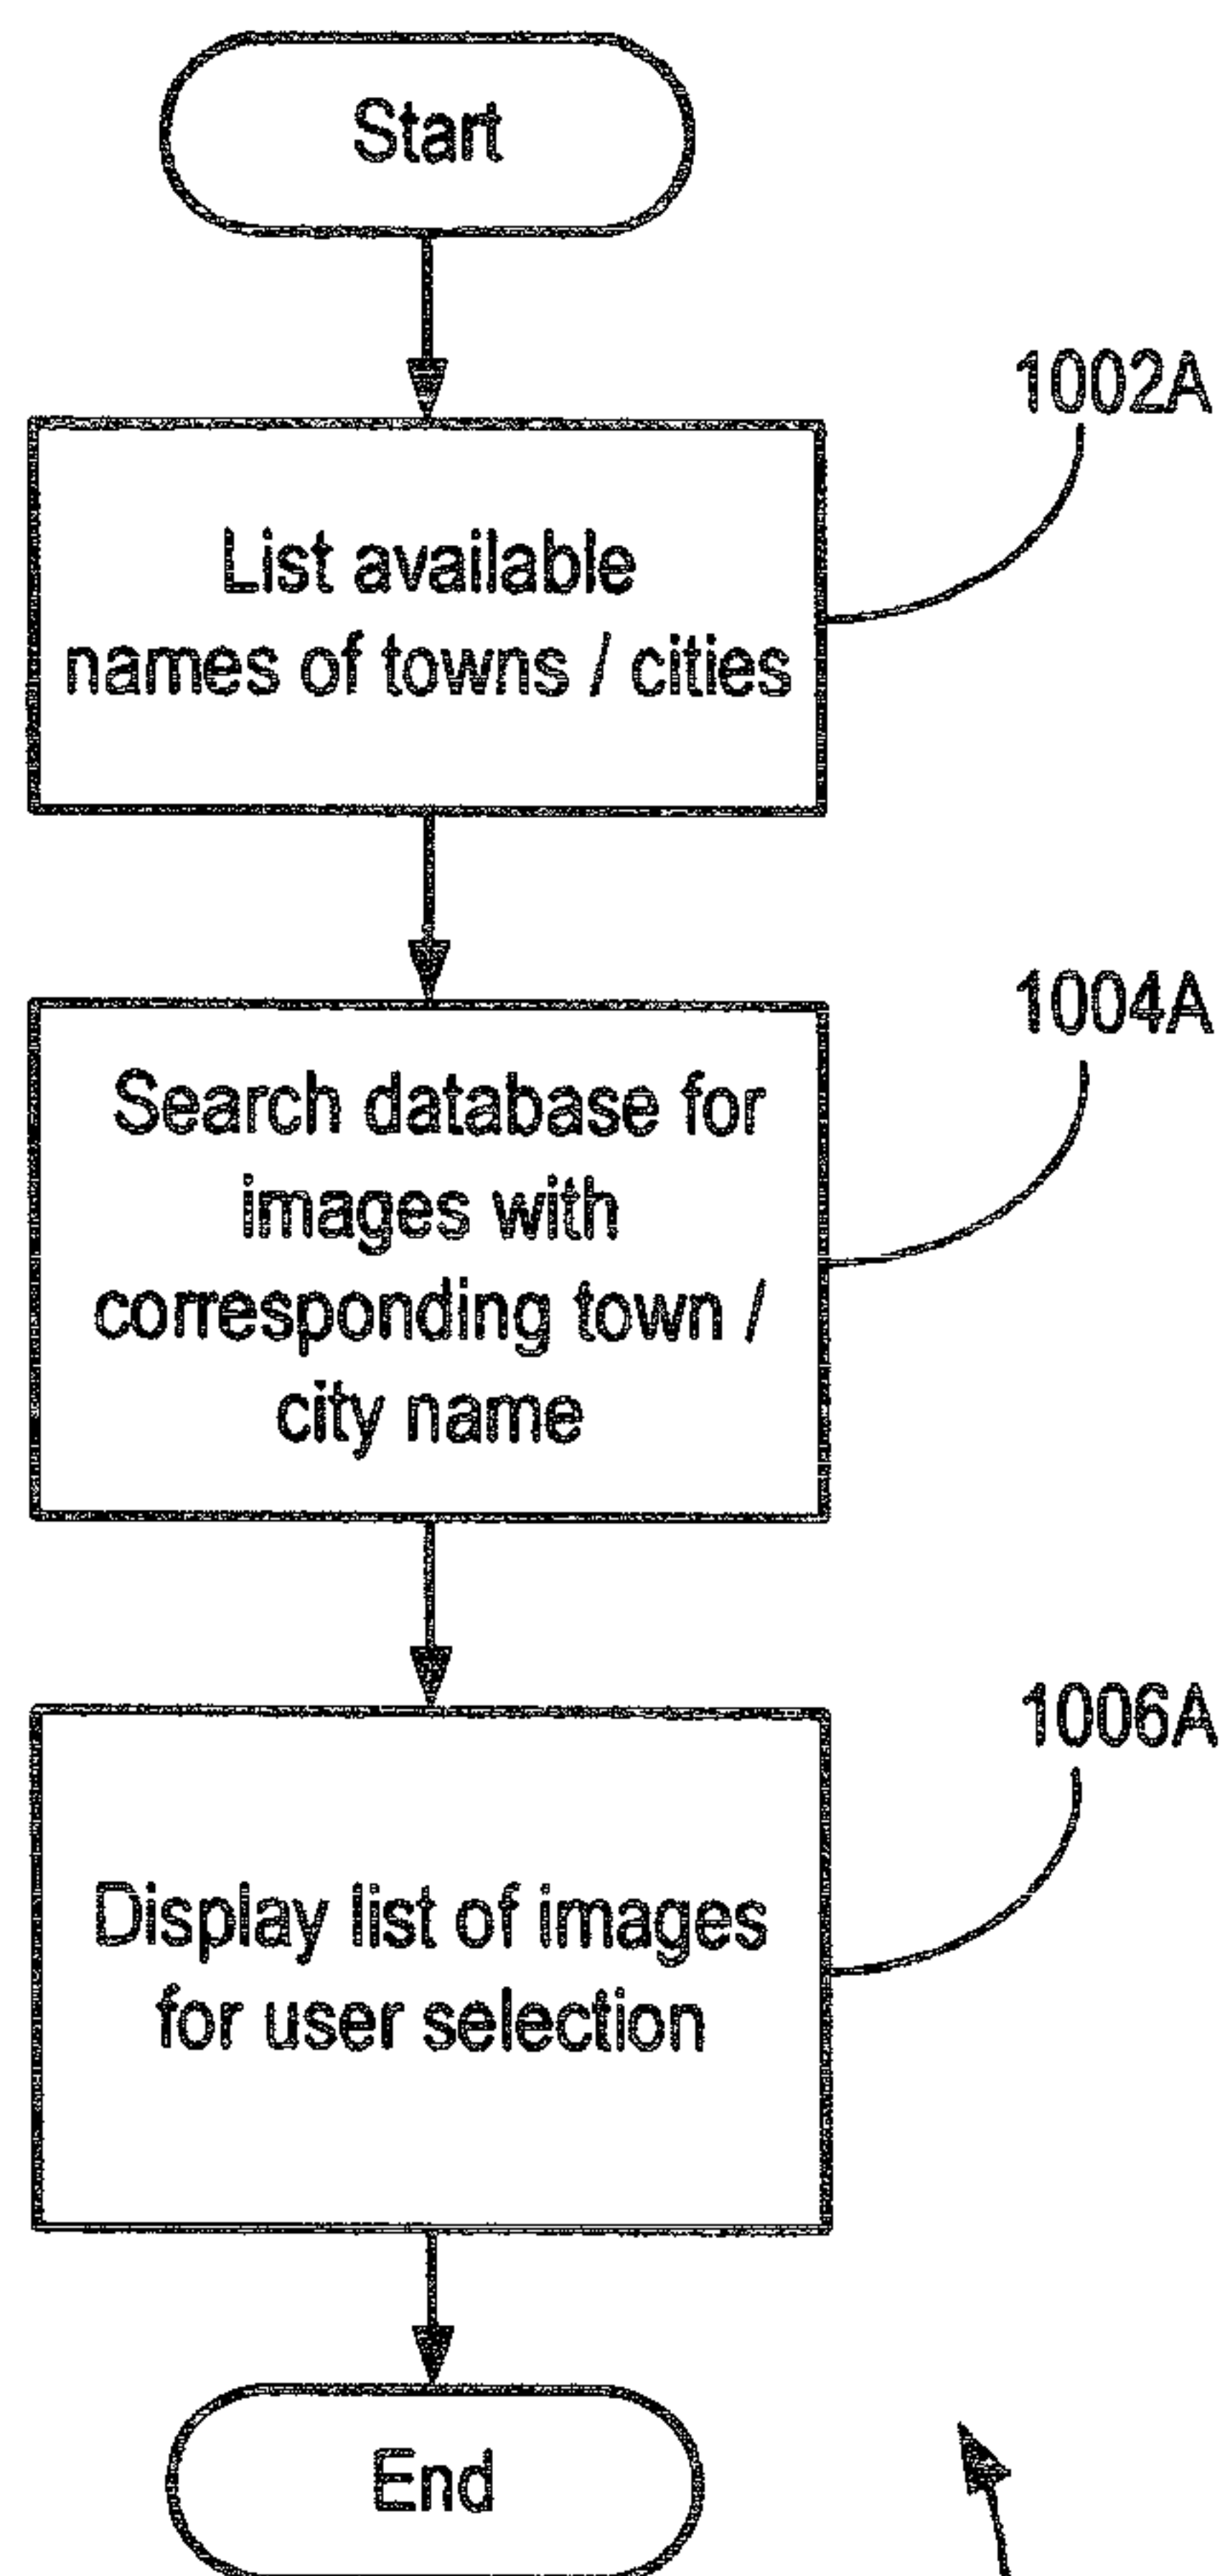 Start
1002A
List available
names of towns / cities
1004A
Search database for
images with
corresponding town /
city name
1006A
Display list of images
for user selection
End